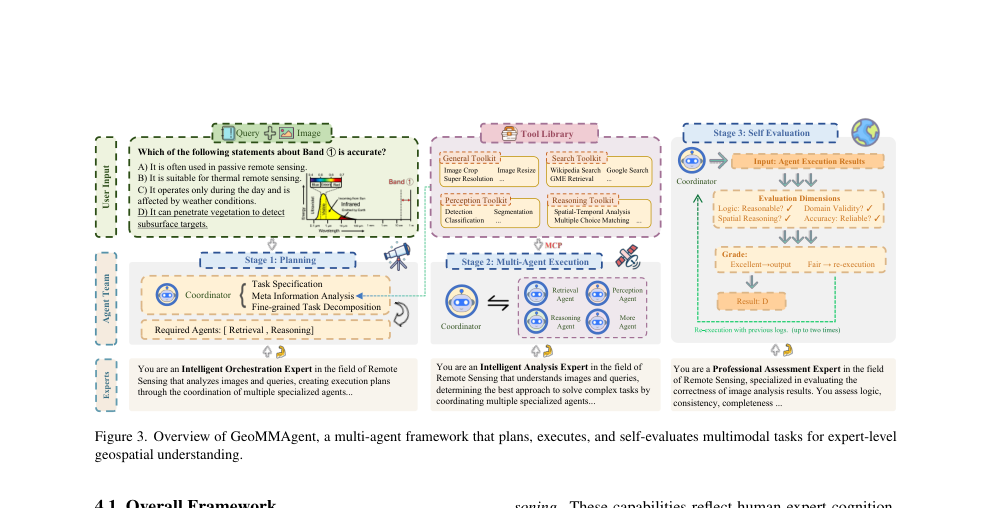 Query Image
User Input
Which of the following statements about Band ① is accurate?
A) It is often used in passive remote sensing.
B) It is suitable for thermal remote sensing.
C) It operates only during the day and is
affected by weather conditions.
D) It can penetrate vegetation to detect
subsurface targets.
Band ①
Infrared
Wavelength
Tool Library
General Toolkit
Image Crop Image Resize
Super Resolution ...
Search Toolkit
Wikipedia Search Google Search
GME Retrieval ...
Perception Toolkit
Detection Segmentation
Classification ...
Reasoning Toolkit
Spatial-Temporal Analysis
Multiple Choice Matching ...
MCP
Agent Team
Stage 1: Planning
Coordinator
Task Specification
Meta Information Analysis
Fine-grained Task Decomposition
Required Agents: [ Retrieval , Reasoning]
Stage 2: Multi-Agent Execution
Coordinator
Retrieval
Agent
Perception
Agent
Reasoning
Agent
More
Agent
Stage 3: Self Evaluation
Coordinator
Input: Agent Execution Results
Evaluation Dimensions
Logic: Reasonable? ✓ Domain Validity? ✓
Spatial Reasoning? ✓ Accuracy: Reliable? ✓
Grade:
Excellent→output Fair → re-execution
Result: D
Re-execution with previous logs. (up to two times)
Experts
You are an Intelligent Orchestration Expert in the field of Remote
Sensing that analyzes images and queries, creating execution plans
through the coordination of multiple specialized agents...
You are an Intelligent Analysis Expert in the field of
Remote Sensing that understands images and queries,
determining the best approach to solve complex tasks by
coordinating multiple specialized agents...
You are a Professional Assessment Expert in the field
of Remote Sensing, specialized in evaluating the
correctness of image analysis results. You assess logic,
consistency, completeness ...
Figure 3. Overview of GeoMMAgent, a multi-agent framework that plans, executes, and self-evaluates multimodal tasks for expert-level
geospatial understanding.
4.1. Overall Framework
soning. These capabilities reflect human expert cognition,